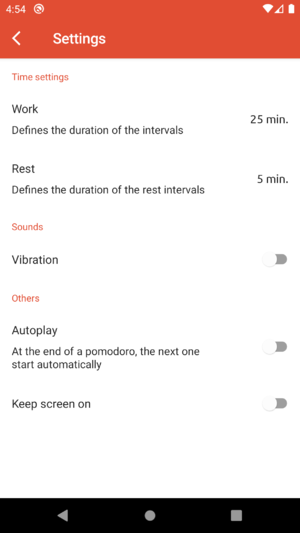 4:54
Settings
Time settings
Work
25 min.
Defines the duration of the intervals
Rest
5 min.
Defines the duration of the rest intervals
Sounds
Vibration
Others
Autoplay
At the end of a pomodoro, the next one
start automatically
Keep screen on